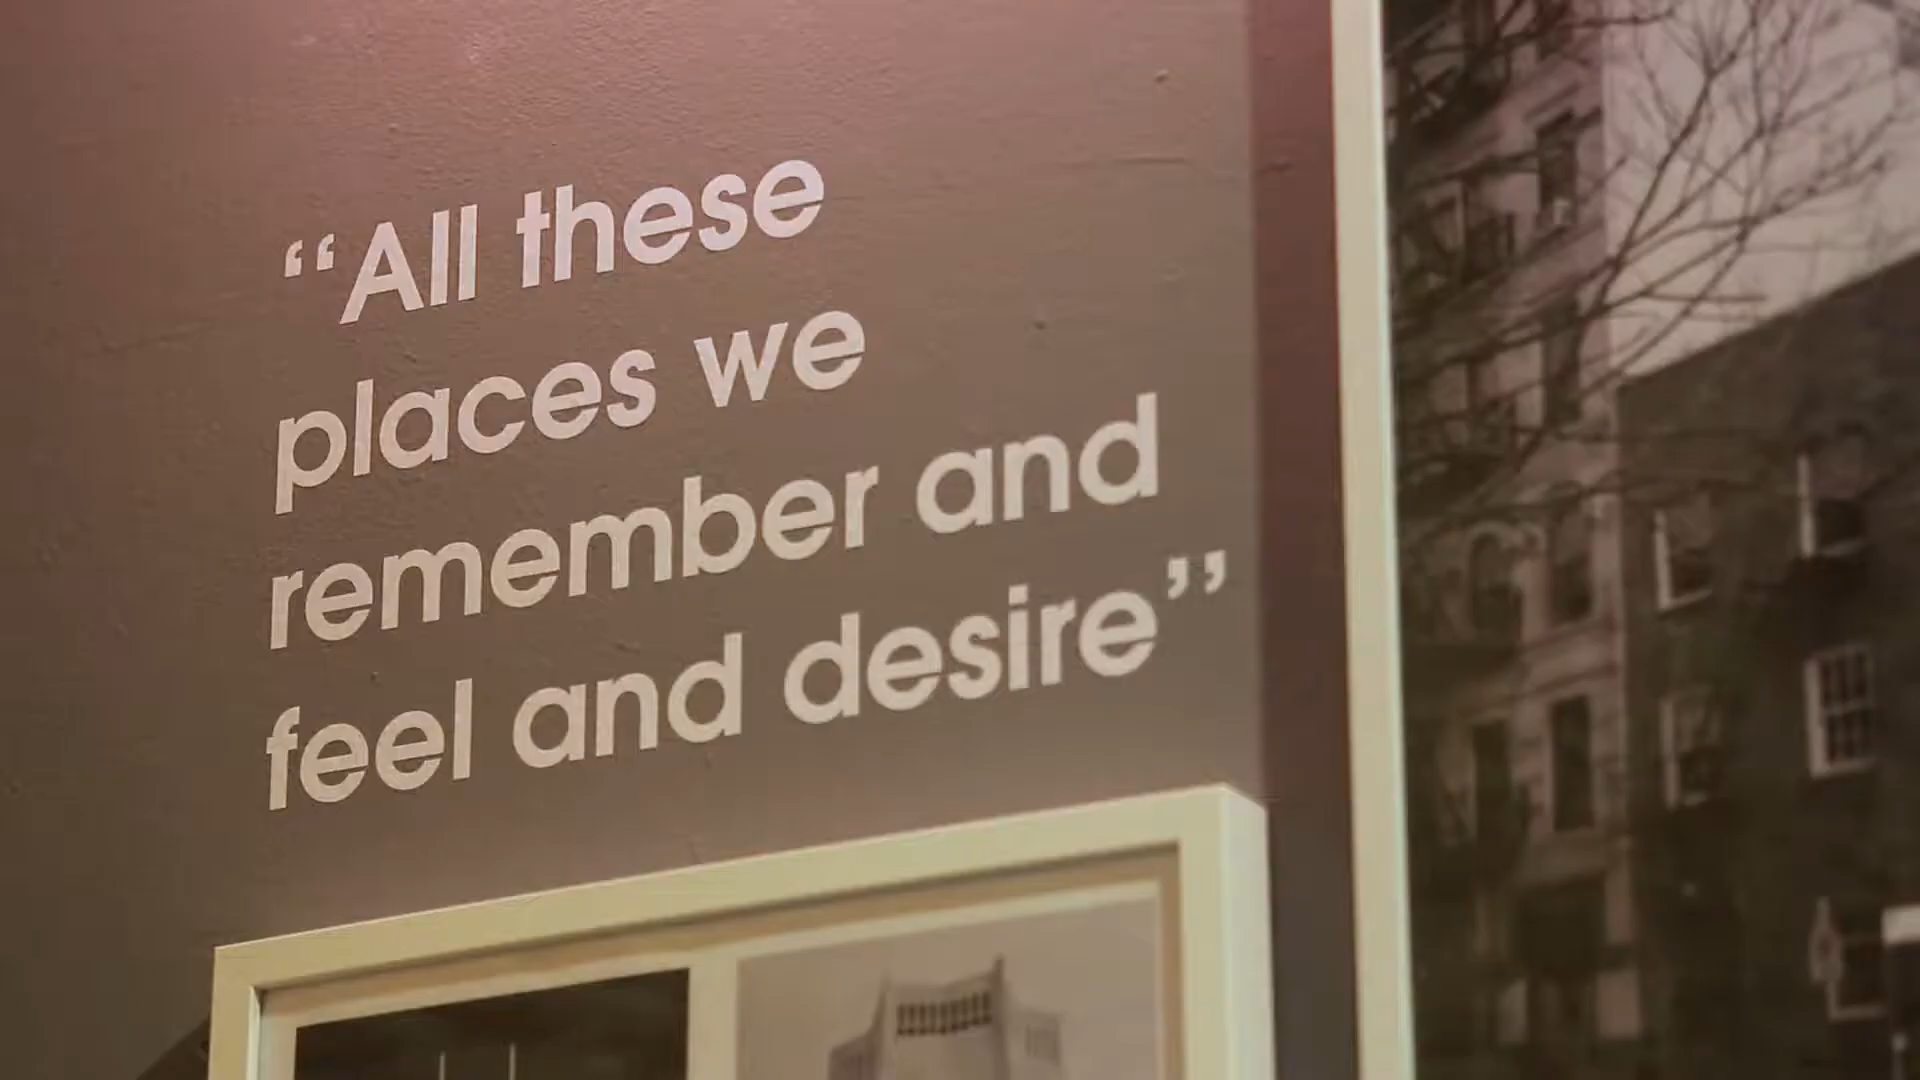 “All these
places we
remember and
feel and desire”